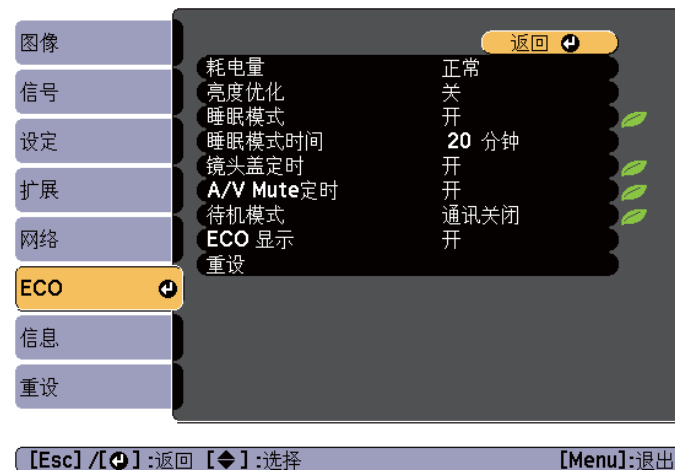 图像
信号
设定
扩展
网络
ECO
信息
重设
返回
耗电量 正常
亮度优化 关
睡眠模式 开
睡眠模式时间 20 分钟
镜头盖定时 开
A/V Mute定时 开
待机模式 通讯关闭
ECO 显示 开
重设
[Esc] /[ ] :返回 [ ] :选择 [Menu]:退出